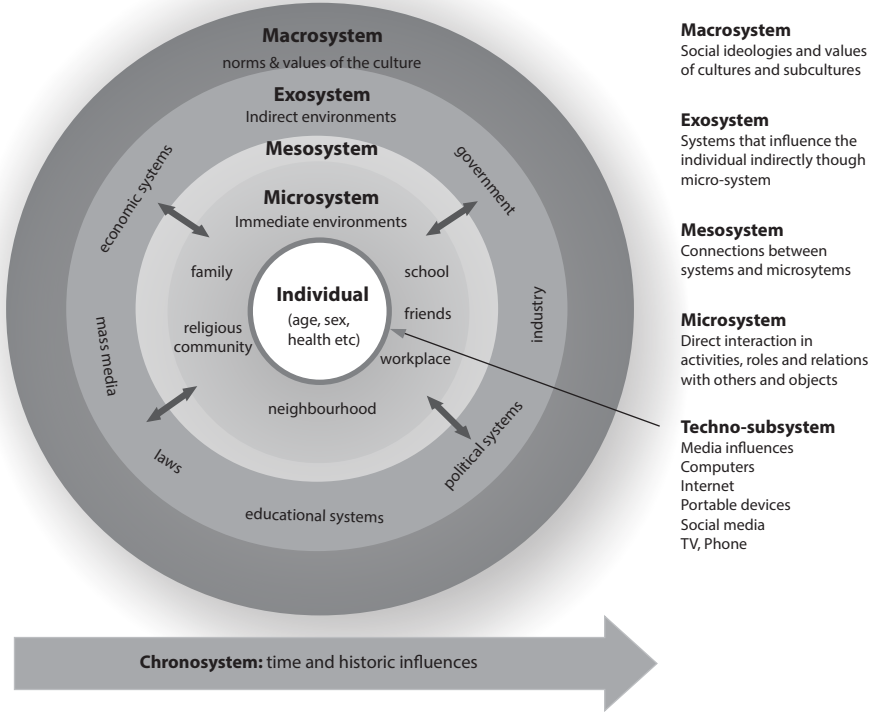 Macrosystem
norms & values of the culture
Exosystem
Indirect environments
Mesosystem
Microsystem
Immediate environments
economic systems
government
family
school
Individual
(age, sex,
health etc)
friends
religious
community
workplace
industry
mass media
neighbourhood
laws
political systems
educational systems
Macrosystem
Social ideologies and values
of cultures and subcultures
Exosystem
Systems that influence the
individual indirectly though
micro-system
Mesosystem
Connections between
systems and microsytems
Microsystem
Direct interaction in
activities, roles and relations
with others and objects
Techno-subsystem
Media influences
Computers
Internet
Portable devices
Social media
TV, Phone
Chronosystem: time and historic influences